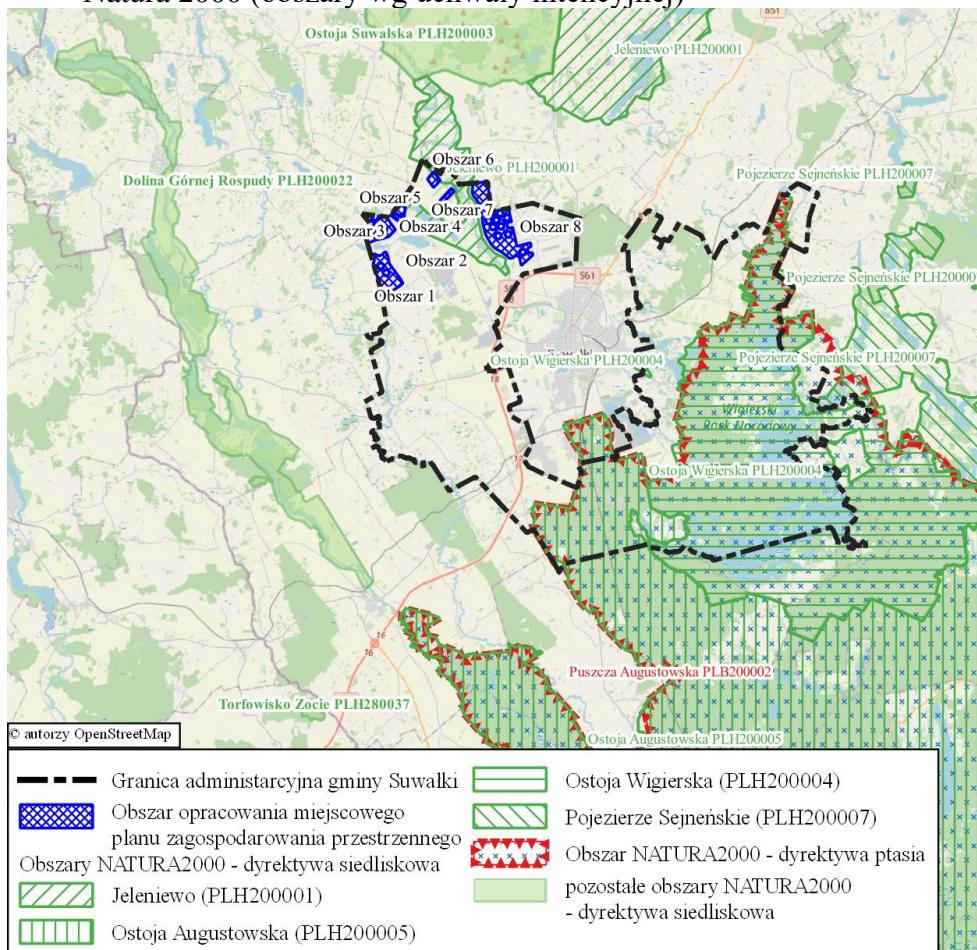 Natura 2000 (obszary wg uchwały intencyjnej)
651
Ostoja Suwalska PLH200003
Jeleniewo PLH200001
Obszar 6
Jeleniewo PLH200001
Pojezierze Sejneńskie PLH200007
Dolina Górnej Rospudy PLH200022
Obszar 5
Obszar 7
Obszar 3
Obszar 4
Obszar 8
Obszar 2
Obszar 1
S61
Pojezierze Sejneńskie PLH20000
Ostoja Wigierska PLH200004
Pojezierze Sejneńskie PLH200007
18
Wigierski
Park Narodowy
Ostoja Wigierska PLH200004
16
16
Puszcza Augustowska PLB200002
Torfowisko Zocie PLH280037
Ostoja Augustowska PLH200005
© autorzy OpenStreetMap
Granica administarcyjna gminy Suwałki
Obszar opracowania miejscowego
planu zagospodarowania przestrzennego
Obszary NATURA2000 - dyrektywa siedliskowa
Jeleniewo (PLH200001)
Ostoja Augustowska (PLH200005)
Ostoja Wigierska (PLH200004)
Pojezierze Sejneńskie (PLH200007)
Obszar NATURA2000 - dyrektywa ptasia
pozostałe obszary NATURA2000
- dyrektywa siedliskowa